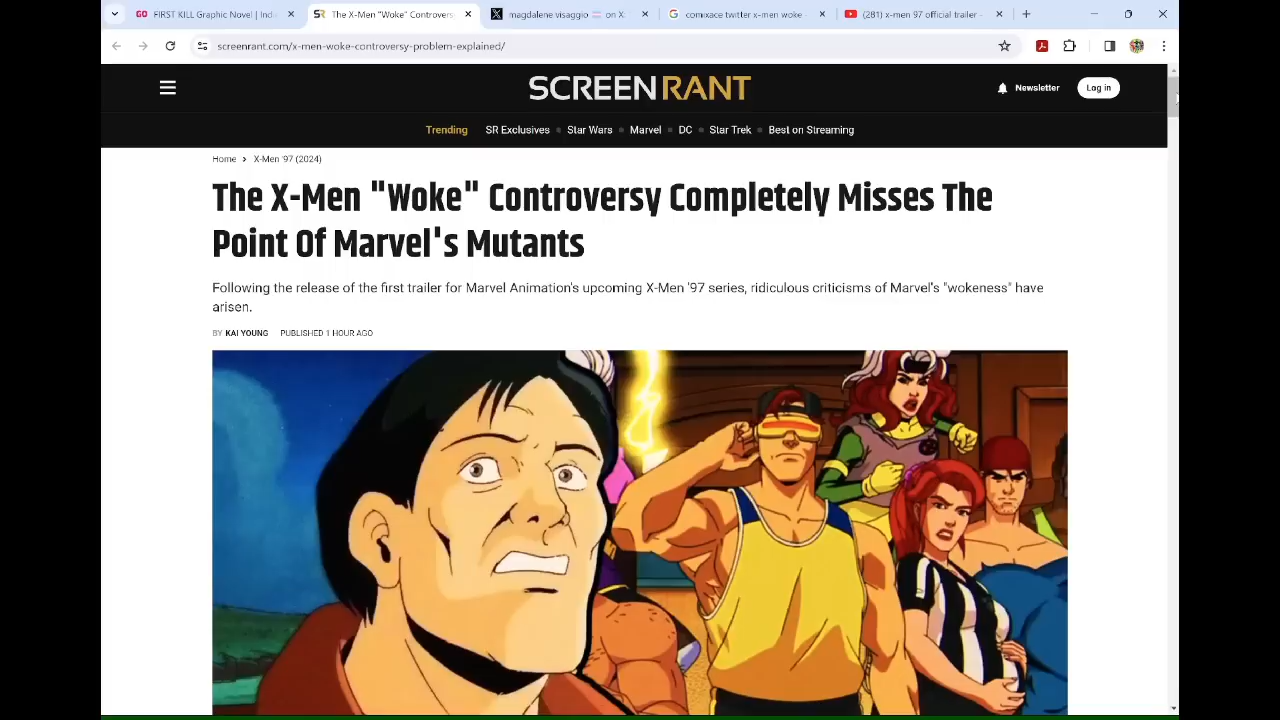 FIRST KILL Graphic Novel | Ind
The X-Men "Woke" Controvers
magdalene visaggio on X
comixace twitter x-men woke
(281) x-men 97 official trailer -
screenrant.com/x-men-woke-controversy-problem-explained/
SCREENRANT
Newsletter
Log in
Trending SR Exclusives Star Wars Marvel DC Star Trek Best on Streaming
Home > X-Men '97 (2024)
The X-Men "Woke" Controversy Completely Misses The
Point Of Marvel's Mutants
Following the release of the first trailer for Marvel Animation's upcoming X-Men '97 series, ridiculous criticisms of Marvel's "wokeness" have
arisen.
BY KAI YOUNG PUBLISHED 1 HOUR AGO